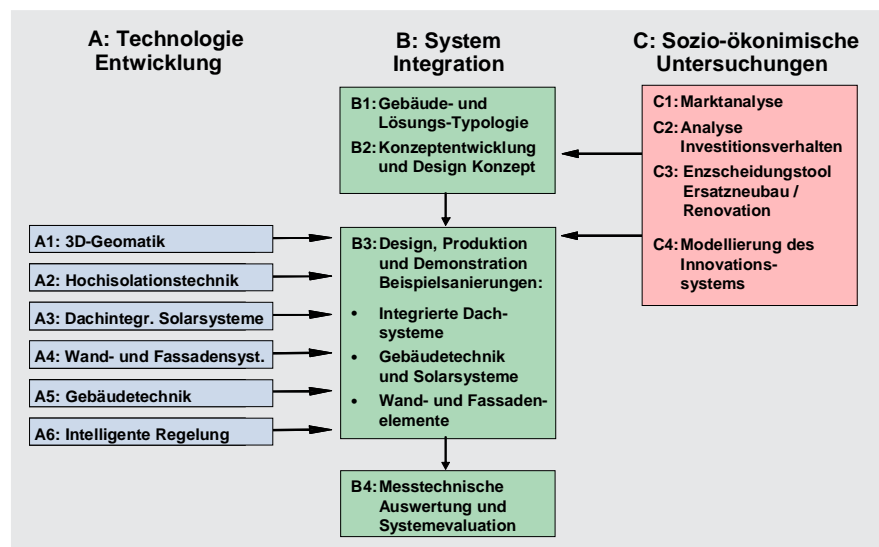 A: Technologie
Entwicklung
B: System
Integration
C: Sozio-ökonimische
Untersuchungen
B1: Gebäude- und
Lösungs-Typologie
B2: Konzeptentwicklung
und Design Konzept
C1: Marktanalyse
C2: Analyse
Investitionsverhalten
C3: Enzscheidungstool
Ersatzneubau /
Renovation
C4: Modellierung des
Innovations-
systems
A1: 3D-Geomatik
A2: Hochisolationstechnik
A3: Dachintegr. Solarsysteme
A4: Wand- und Fassadensyst.
A5: Gebäudetechnik
A6: Intelligente Regelung
B3: Design, Produktion
und Demonstration
Beispielsanierungen:
• Integrierte Dach-
systeme
• Gebäudetechnik
und Solarsysteme
• Wand- und Fassaden-
elemente
B4: Messtechnische
Auswertung und
Systemevaluation